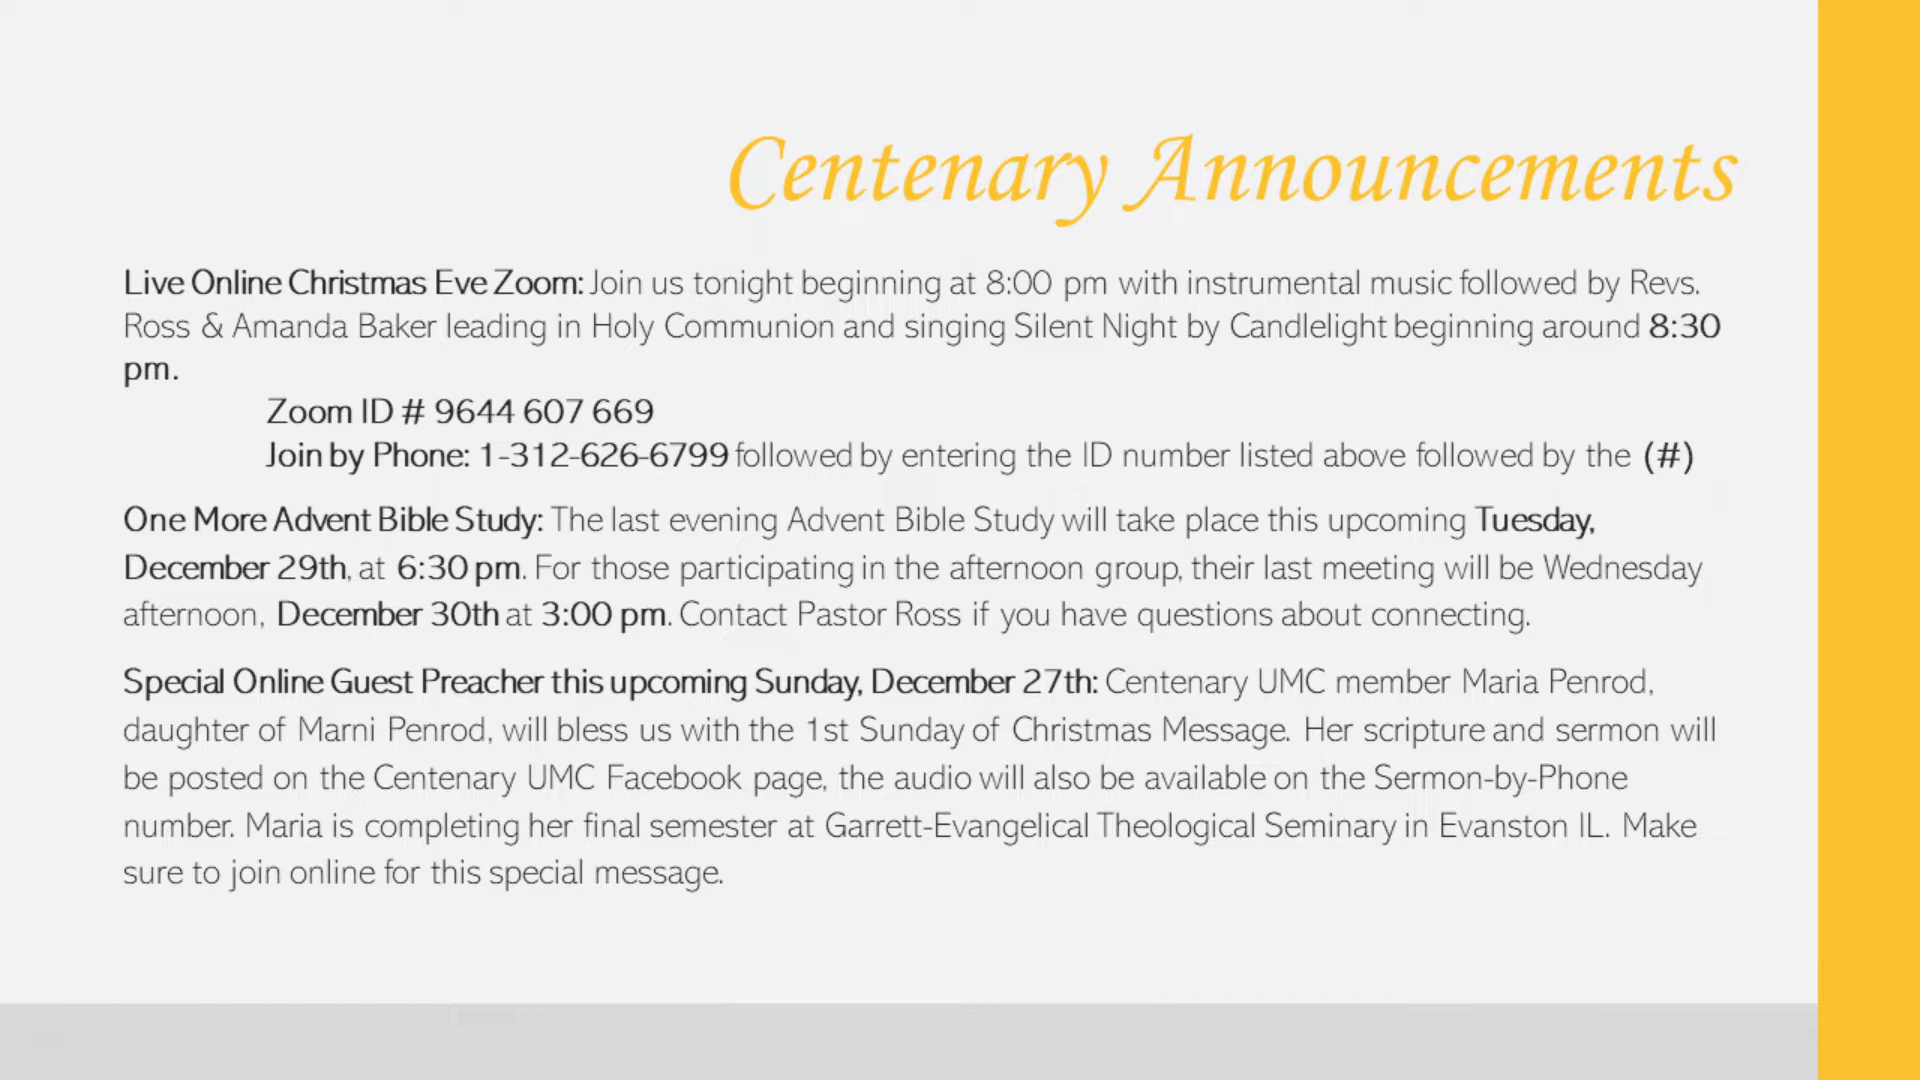 Centenary Announcements
Live Online Christmas Eve Zoom: Join us tonight beginning at 8:00 pm with instrumental music followed by Revs.
Ross & Amanda Baker leading in Holy Communion and singing Silent Night by Candlelight beginning around 8:30
pm.
Zoom ID # 9644 607 669
Join by Phone: 1-312-626-6799 followed by entering the ID number listed above followed by the (#)
One More Advent Bible Study: The last evening Advent Bible Study will take place this upcoming Tuesday,
December 29th, at 6:30 pm. For those participating in the afternoon group, their last meeting will be Wednesday
afternoon, December 30th at 3:00 pm. Contact Pastor Ross if you have questions about connecting.
Special Online Guest Preacher this upcoming Sunday, December 27th: Centenary UMC member Maria Penrod,
daughter of Marni Penrod, will bless us with the 1st Sunday of Christmas Message. Her scripture and sermon will
be posted on the Centenary UMC Facebook page, the audio will also be available on the Sermon-by-Phone
number. Maria is completing her final semester at Garrett-Evangelical Theological Seminary in Evanston IL. Make
sure to join online for this special message.